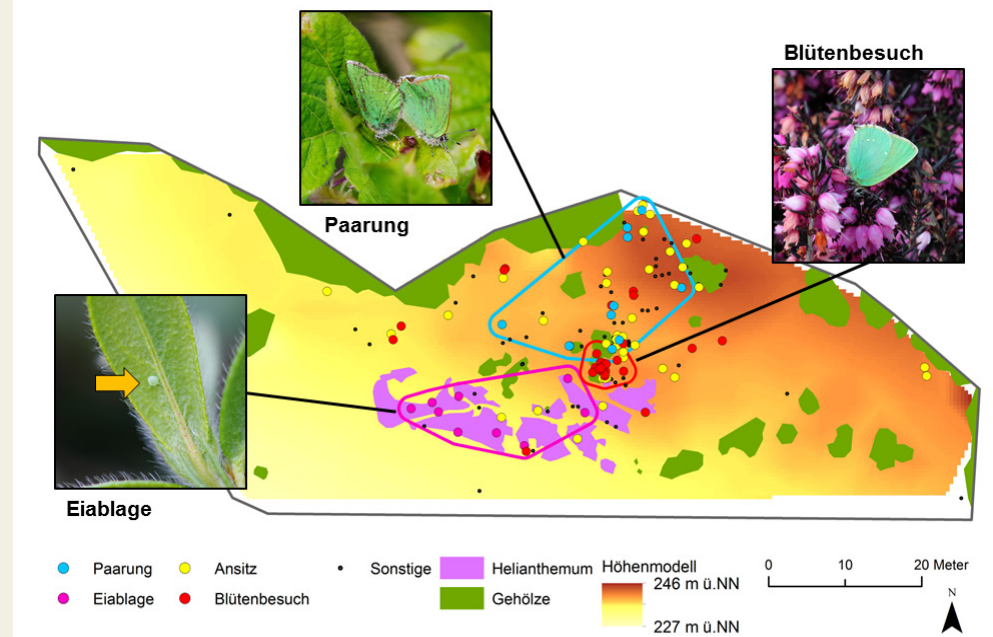 Blütenbesuch
Paarung
Eiablage
Paarung
Ansitz
Sonstige
Helianthemum
Höhenmodell
0 10 20 Meter
Eiablage
Blütenbesuch
Gehölze
246 m ü.NN
227 m ü.NN
N